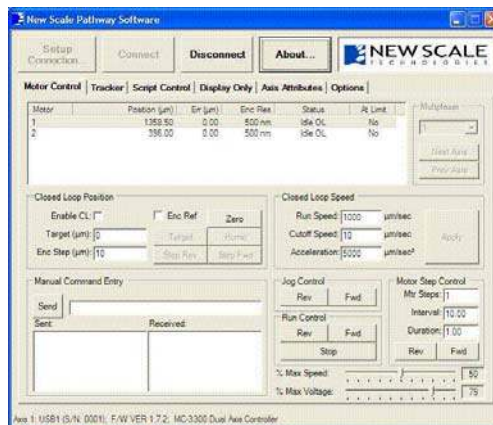 New Scale Pathway Software
Setup Connection... Connect Disconnect About... NEW SCALE TECHNOLOGIES
Motor Control Tracker Script Control Display Only Axis Attributes Options
Motor Position (µm) Err (µm) Enc Res Status At Limit
1 1359.50 0.00 500 nm Idle OL No
2 396.00 0.00 500 nm Idle OL No
Multiplexer
1
Next Axis
Prev Axis
Closed Loop Position
Enable CL: Enc Ref Zero
Target (µm): 0 Target Home
Enc Step (µm): 10 Step Rev Step Fwd
Closed Loop Speed
Run Speed: 1000 µm/sec
Cutoff Speed: 10 µm/sec
Acceleration: 5000 µm/sec²
Apply
Manual Command Entry
Send
Sent: Received:
Jog Control
Rev Fwd
Run Control
Rev Fwd
Stop
Motor Step Control
Mtr Steps: 1
Interval: 10.00
Duration: 1.00
Rev Fwd
% Max Speed: 50
% Max Voltage: 75
Axis 1: USB1 (S/N: 0001); F/W VER 1.7.2; MC-3300 Dual Axis Controller